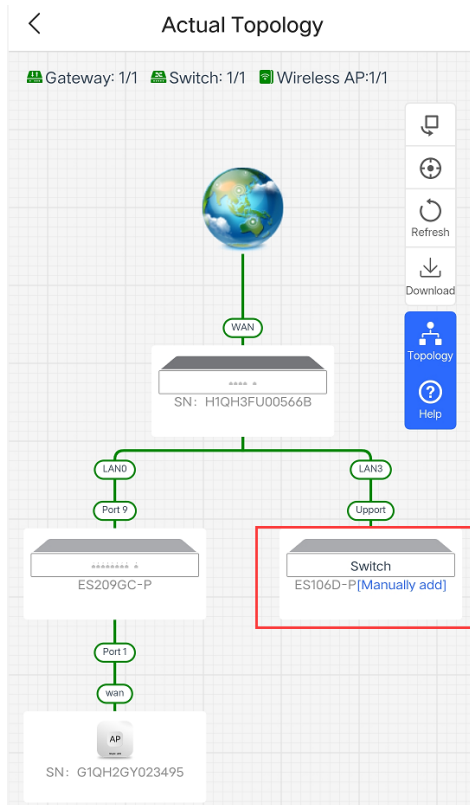 Actual Topology
Gateway: 1/1 Switch: 1/1 Wireless AP:1/1
Refresh
Download
Topology
Help
WAN
SN: H1QH3FU00566B
LAN0
LAN3
Port 9
Upport
ES209GC-P
Switch
ES106D-P[Manually add]
Port 1
wan
AP
SN: G1QH2GY023495